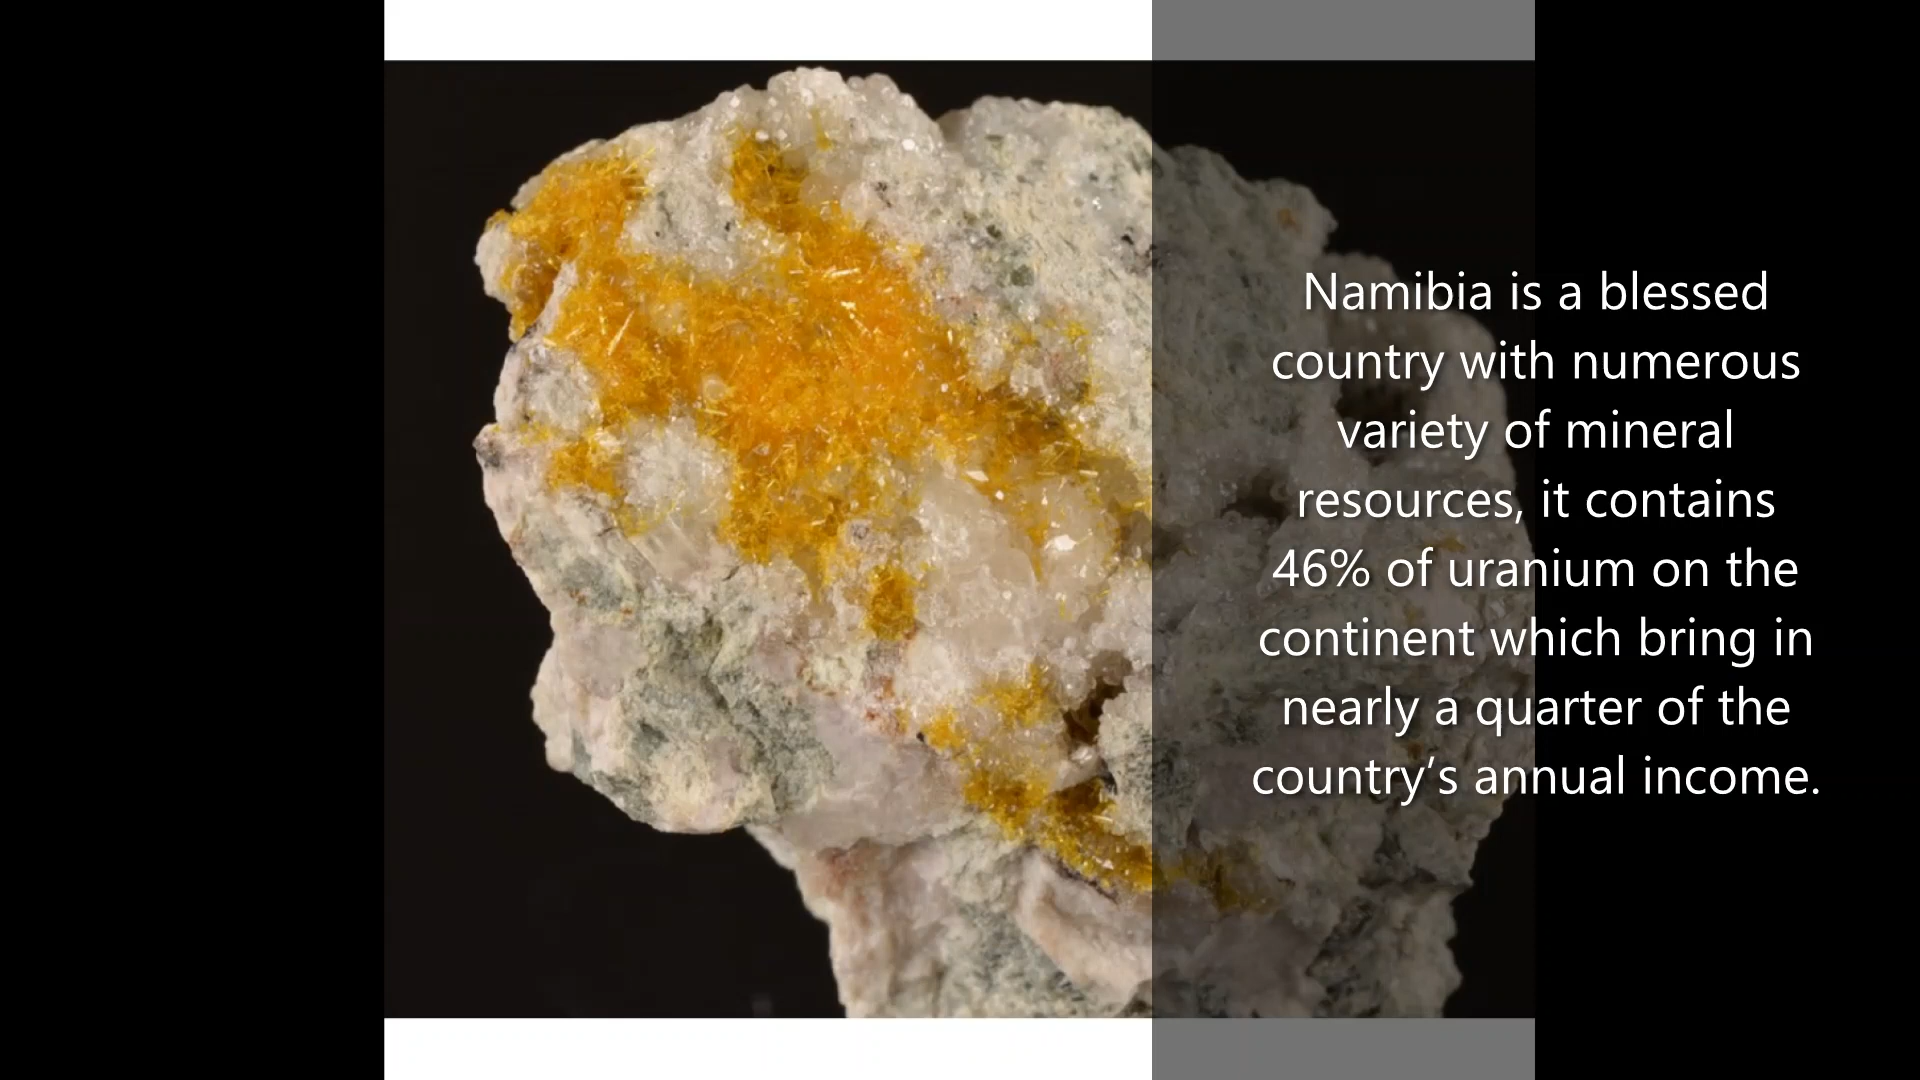 Namibia is a blessed
country with numerous
variety of mineral
resources, it contains
46% of uranium on the
continent which bring in
nearly a quarter of the
country’s annual income.